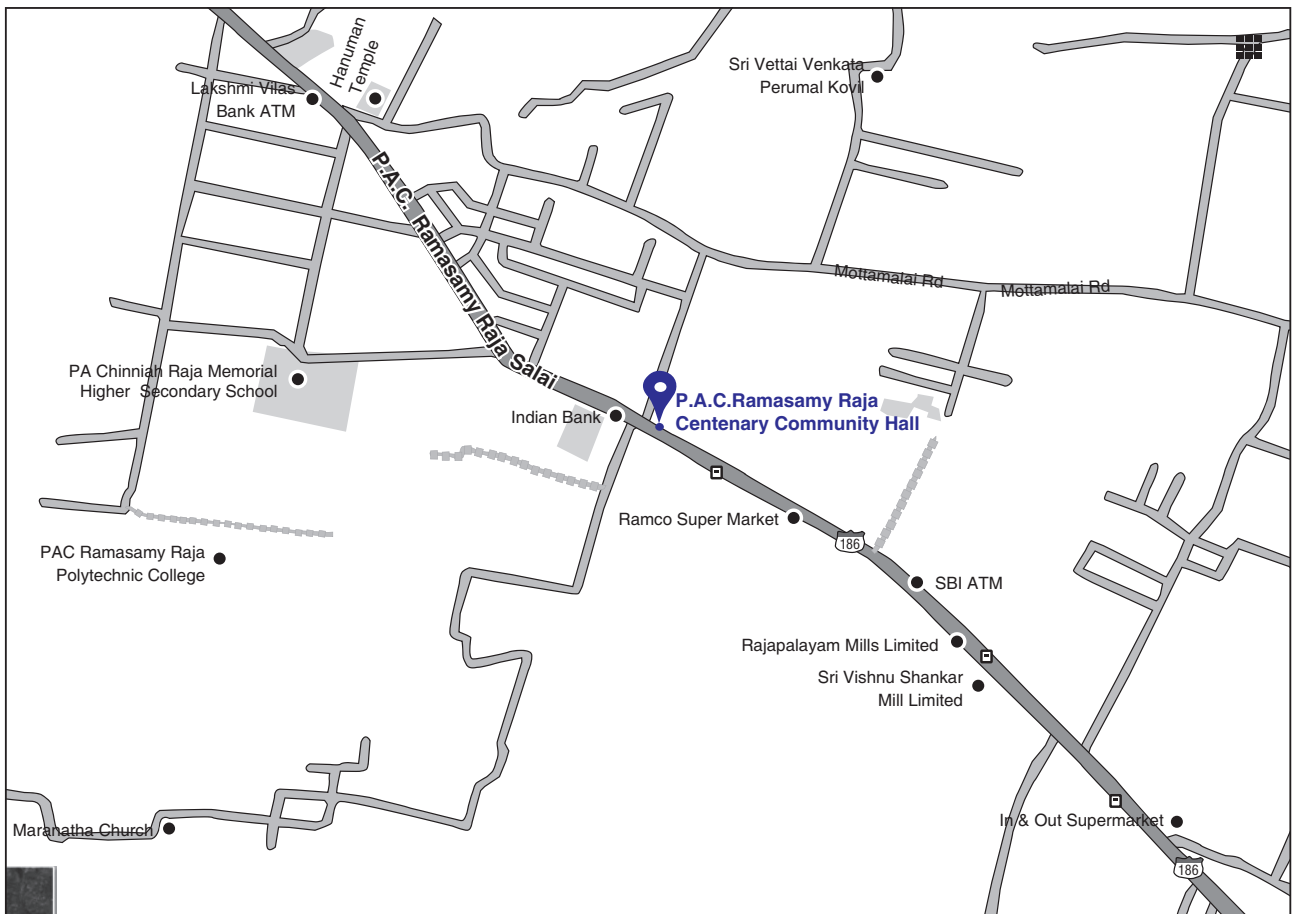 Hanuman
Temple
Sri Vettai Venkata
Perumal Kovil
Lakshmi Vilas
Bank ATM
P.A.C. Ramasamy Raja Salai
Mottamalai Rd
Mottamalai Rd
PA Chinniah Raja Memorial
Higher Secondary School
Indian Bank
P.A.C.Ramasamy Raja
Centenary Community Hall
Ramco Super Market
186
PAC Ramasamy Raja
Polytechnic College
SBI ATM
Rajapalayam Mills Limited
Sri Vishnu Shankar
Mill Limited
In & Out Supermarket
Maranatha Church
186